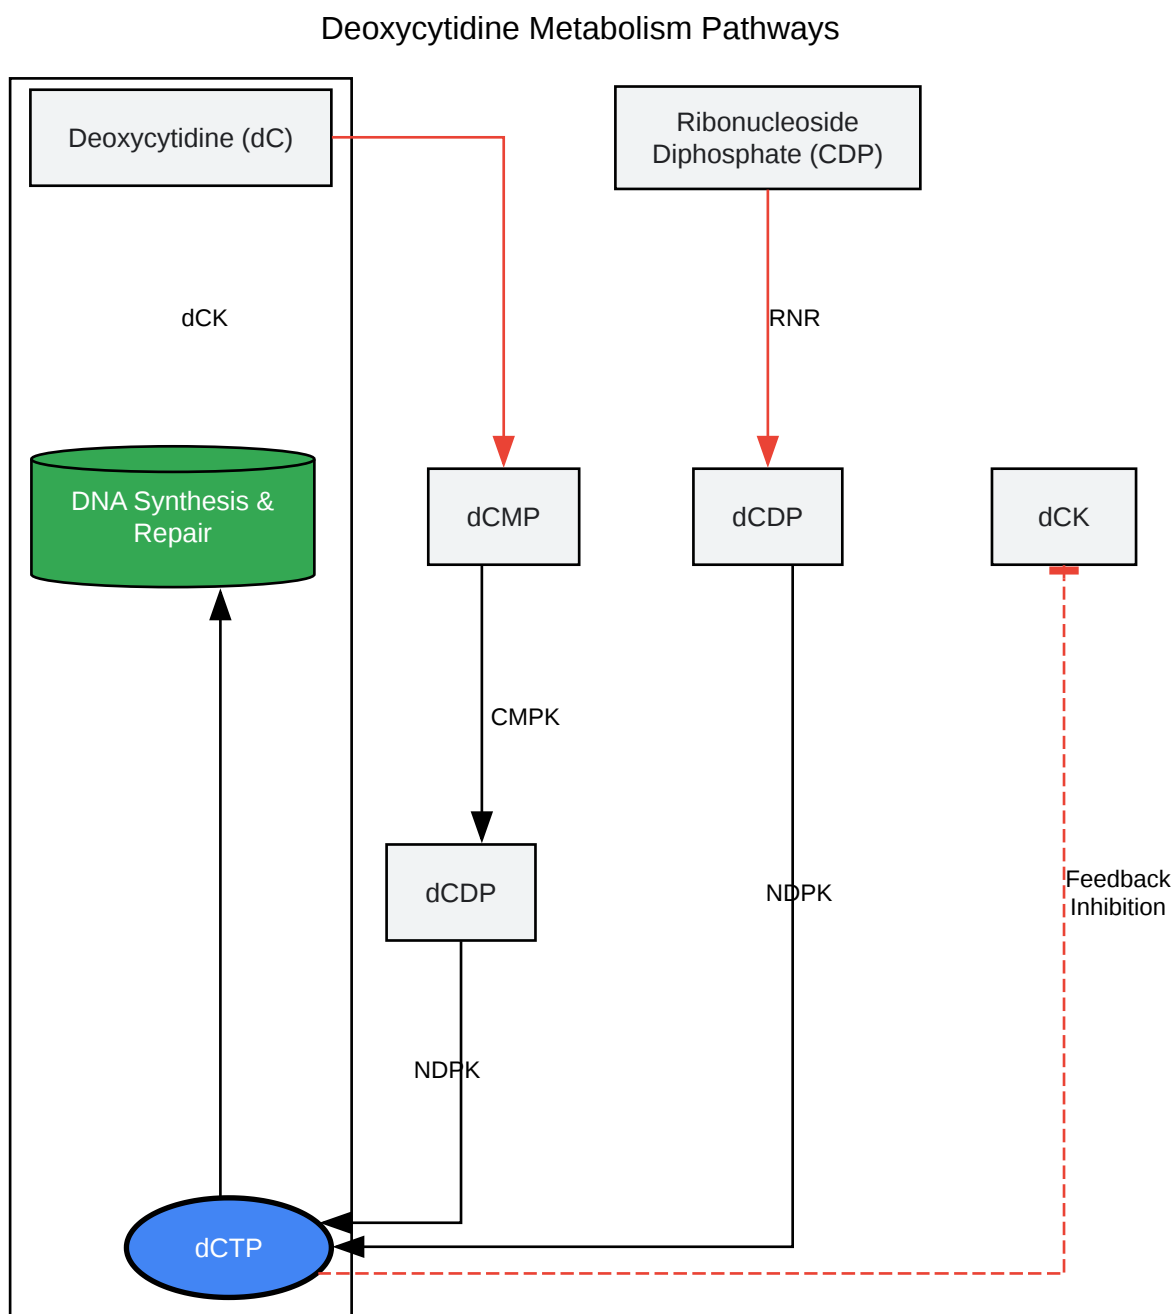 Deoxycytidine Metabolism Pathways
Deoxycytidine (dC)
Ribonucleoside
Diphosphate (CDP)
dCK
RNR
DNA Synthesis &
Repair
dCMP
dCDP
dCK
CMPK
dCDP
NDPK
Feedback
Inhibition
NDPK
dCTP